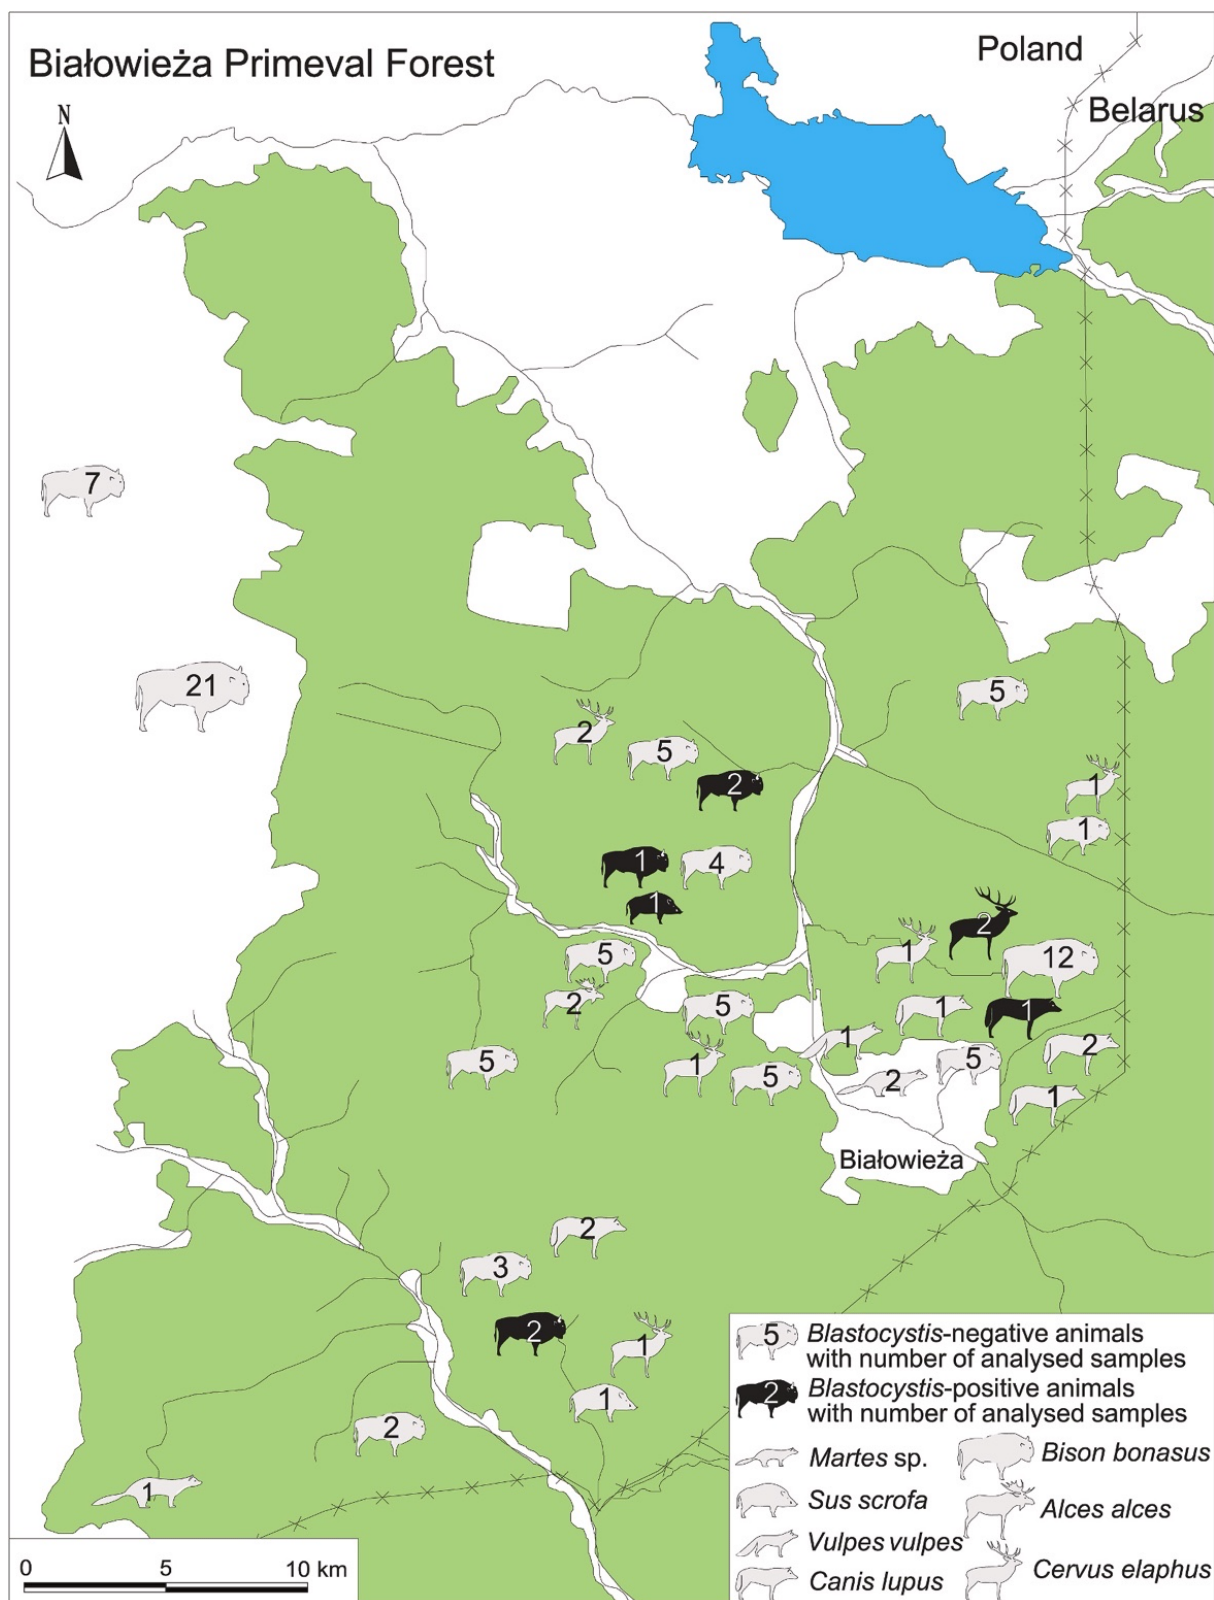 Białowieża Primeval Forest
Poland
Belarus
N
7
21
5
2
5
2
1
1
1
4
1
2
1
12
5
2
5
1
1
1
2
5
1
5
2
5
1
Białowieża
2
3
2
1
1
2
1
5 Blastocystis-negative animals
with number of analysed samples
2 Blastocystis-positive animals
with number of analysed samples
Martes sp.
Bison bonasus
Sus scrofa
Alces alces
Vulpes vulpes
Canis lupus
Cervus elaphus
0 5 10 km